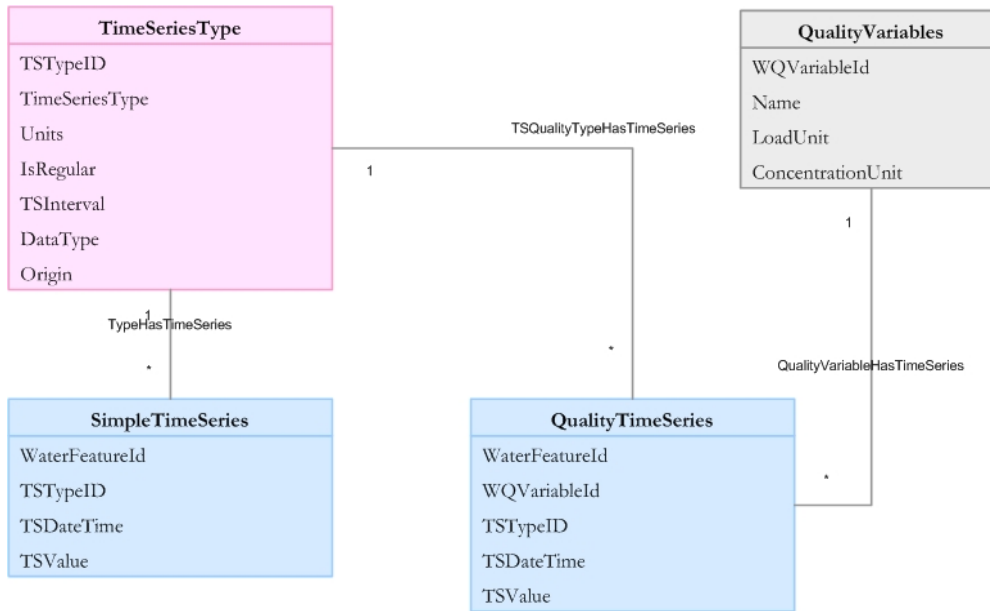 TimeSeriesType
TSTypeID
TimeSeriesType
Units
IsRegular
TSInterval
DataType
Origin
QualityVariables
WQVariableId
Name
LoadUnit
ConcentrationUnit
TSQualityTypeHasTimeSeries
1
1
1
TypeHasTimeSeries
*
*
QualityVariableHasTimeSeries
*
SimpleTimeSeries
WaterFeatureId
TSTypeID
TSDateTime
TSValue
QualityTimeSeries
WaterFeatureId
WQVariableId
TSTypeID
TSDateTime
TSValue